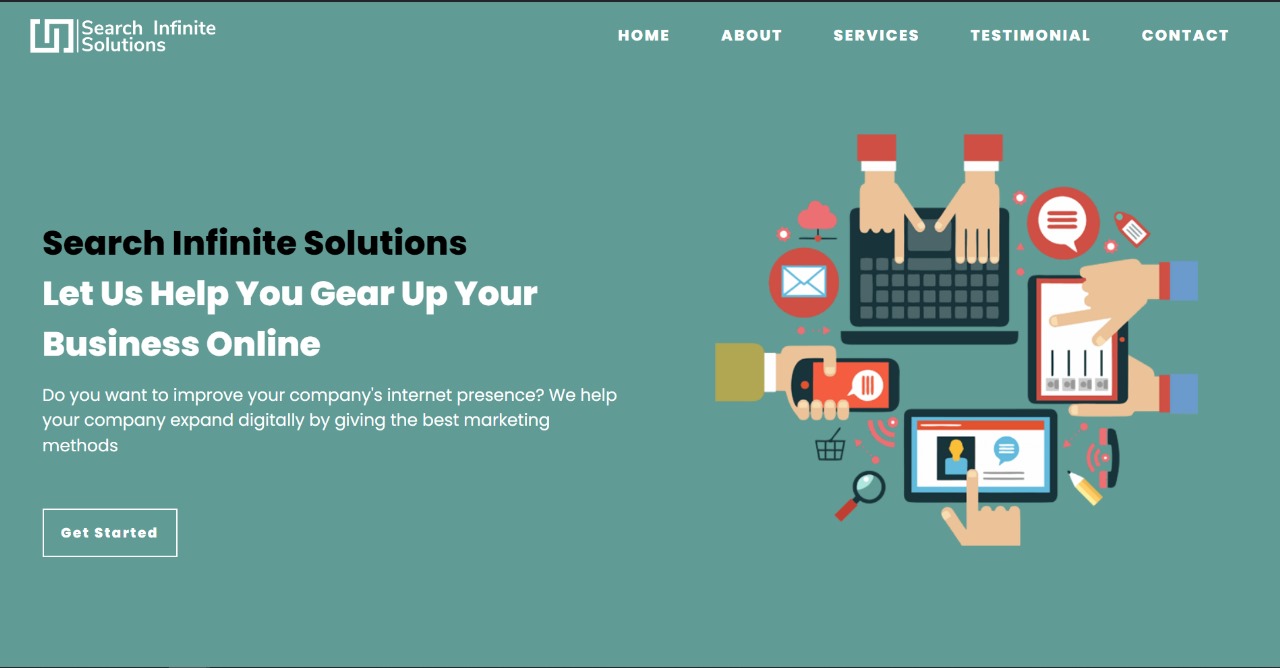 Search Infinite
Solutions
HOME ABOUT SERVICES TESTIMONIAL CONTACT
Search Infinite Solutions
Let Us Help You Gear Up Your
Business Online
Do you want to improve your company's internet presence? We help
your company expand digitally by giving the best marketing
methods
Get Started